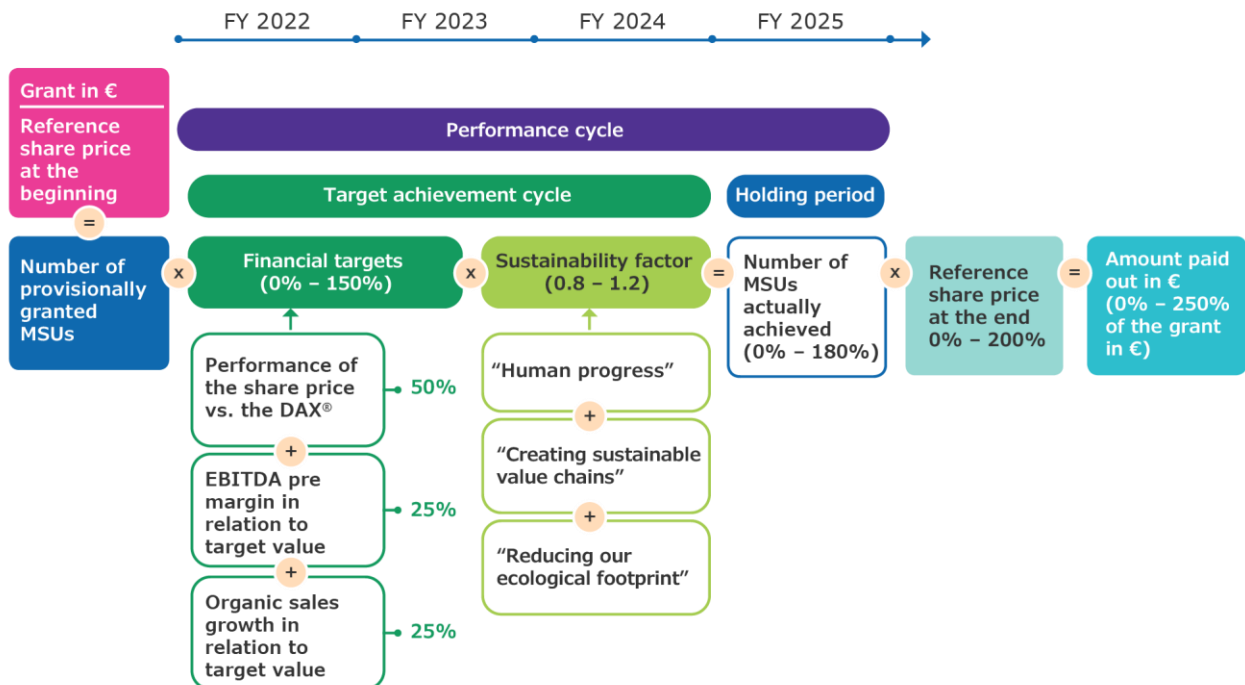 FY 2022
FY 2023
FY 2024
FY 2025
Grant in €
Reference
share price
at the
beginning
=
Performance cycle
Target achievement cycle
Holding period
Number of
provisionally
granted
MSUs
x
Financial targets
(0% – 150%)
x
Sustainability factor
(0.8 – 1.2)
=
Number of
MSUs
actually
achieved
(0% – 180%)
x
Reference
share price
at the end
0% – 200%
=
Amount paid
out in €
(0% – 250%
of the grant
in €)
Performance of
the share price
vs. the DAX®
50%
+
EBITDA pre
margin in
relation to
target value
25%
+
Organic sales
growth in
relation to
target value
25%
“Human progress”
+
“Creating sustainable
value chains”
+
“Reducing our
ecological footprint”